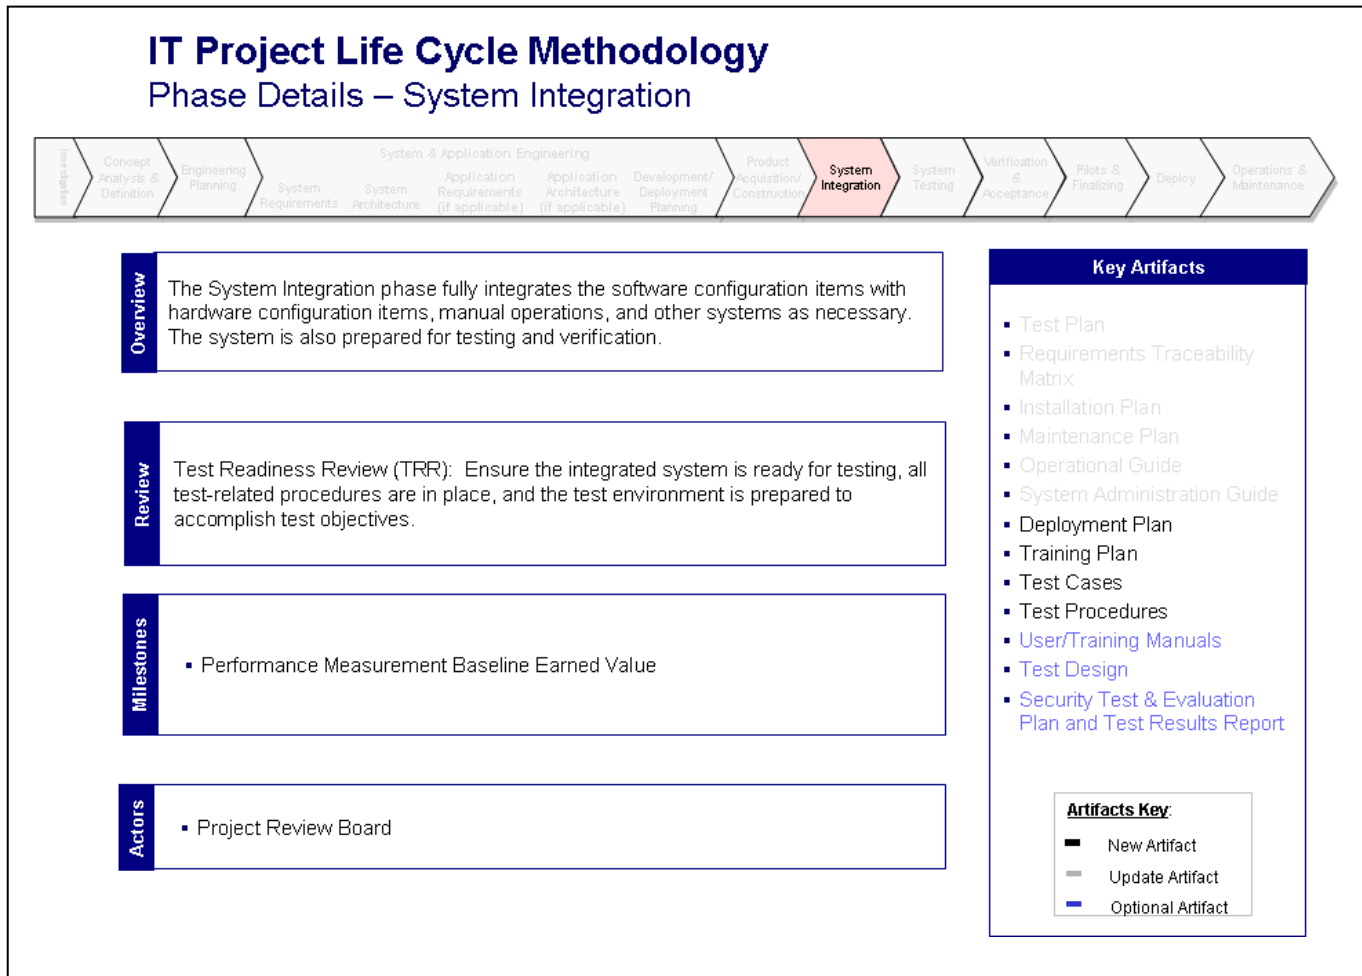 IT Project Life Cycle Methodology
Phase Details – System Integration
Investigation
Concept
Analysis &
Definition
Engineering
Planning
System & Application Engineering
System
Requirements
System
Architecture
Application
Requirements
(if applicable)
Application
Architecture
(if applicable)
Development/
Deployment
Planning
Product
Acquisition/
Construction
System
Integration
System
Testing
Verification
&
Acceptance
Pilots &
Finalizing
Deploy
Operations &
Maintenance
Overview
The System Integration phase fully integrates the software configuration items with
hardware configuration items, manual operations, and other systems as necessary.
The system is also prepared for testing and verification.
Review
Test Readiness Review (TRR): Ensure the integrated system is ready for testing, all
test-related procedures are in place, and the test environment is prepared to
accomplish test objectives.
Milestones
▪ Performance Measurement Baseline Earned Value
Actors
▪ Project Review Board
Key Artifacts
▪ Test Plan
▪ Requirements Traceability
Matrix
▪ Installation Plan
▪ Maintenance Plan
▪ Operational Guide
▪ System Administration Guide
▪ Deployment Plan
▪ Training Plan
▪ Test Cases
▪ Test Procedures
▪ User/Training Manuals
▪ Test Design
▪ Security Test & Evaluation
Plan and Test Results Report
Artifacts Key:
New Artifact
Update Artifact
Optional Artifact